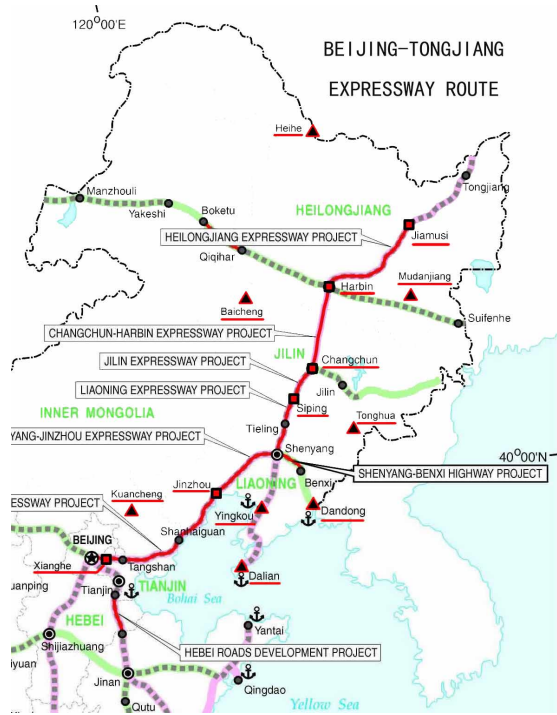 120°00'E
BEIJING-TONGJIANG
EXPRESSWAY ROUTE
Heihe
Tongjiang
Manzhouli
Yakeshi
Boketu
HEILONGJIANG
Jiamusi
HEILONGJIANG EXPRESSWAY PROJECT
Qiqihar
Harbin
Mudanjiang
Baicheng
Suifenhe
CHANGCHUN-HARBIN EXPRESSWAY PROJECT
JILIN
Changchun
JILIN EXPRESSWAY PROJECT
LIAONING EXPRESSWAY PROJECT
Jilin
Siping
INNER MONGOLIA
Tonghua
Tieling
YANG-JINZHOU EXPRESSWAY PROJECT
Shenyang
40°00'N
SHENYANG-BENXI HIGHWAY PROJECT
Benxi
Jinzhou
LIAONING
Kuancheng
Yingkou
Dandong
ESSWAY PROJECT
Shanhaiguan
BEIJING
Xianghe
Tangshan
Dalian
uanping
Tianjin
TIANJIN
Bohai Sea
HEBEI
Yantai
Shijiazhuang
HEBEI ROADS DEVELOPMENT PROJECT
iyuan
Jinan
Qingdao
Qutu
Yellow Sea